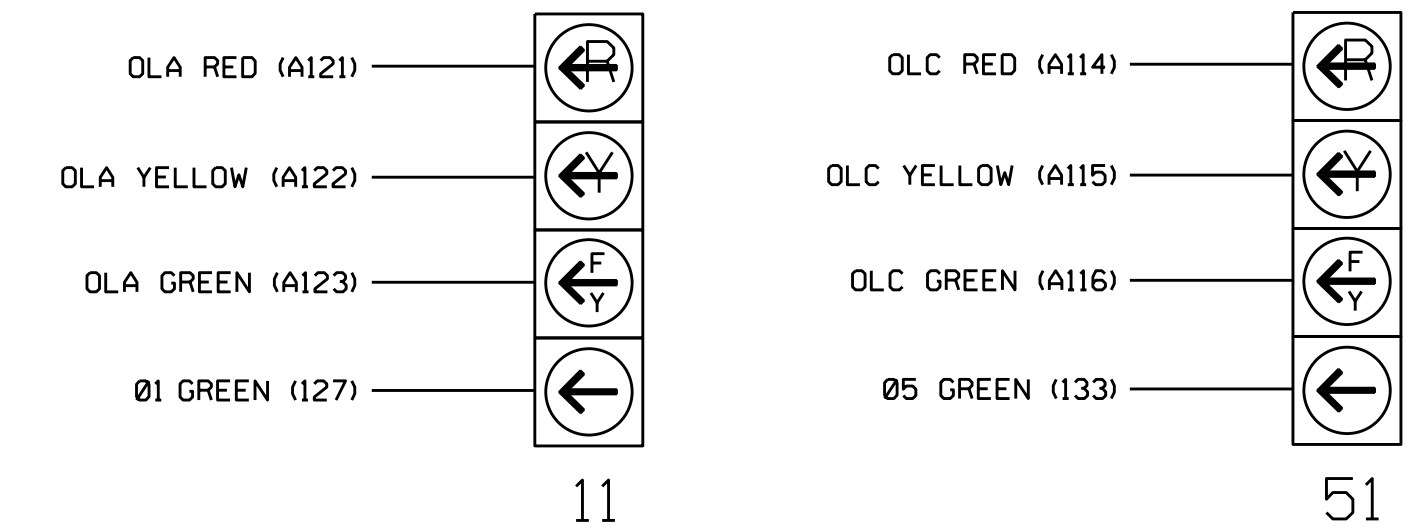 OLA RED (A121)
R
OLA YELLOW (A122)
Y
OLA GREEN (A123)
F
Y
Ø1 GREEN (127)
11
OLC RED (A114)
R
OLC YELLOW (A115)
Y
OLC GREEN (A116)
F
Y
Ø5 GREEN (133)
51